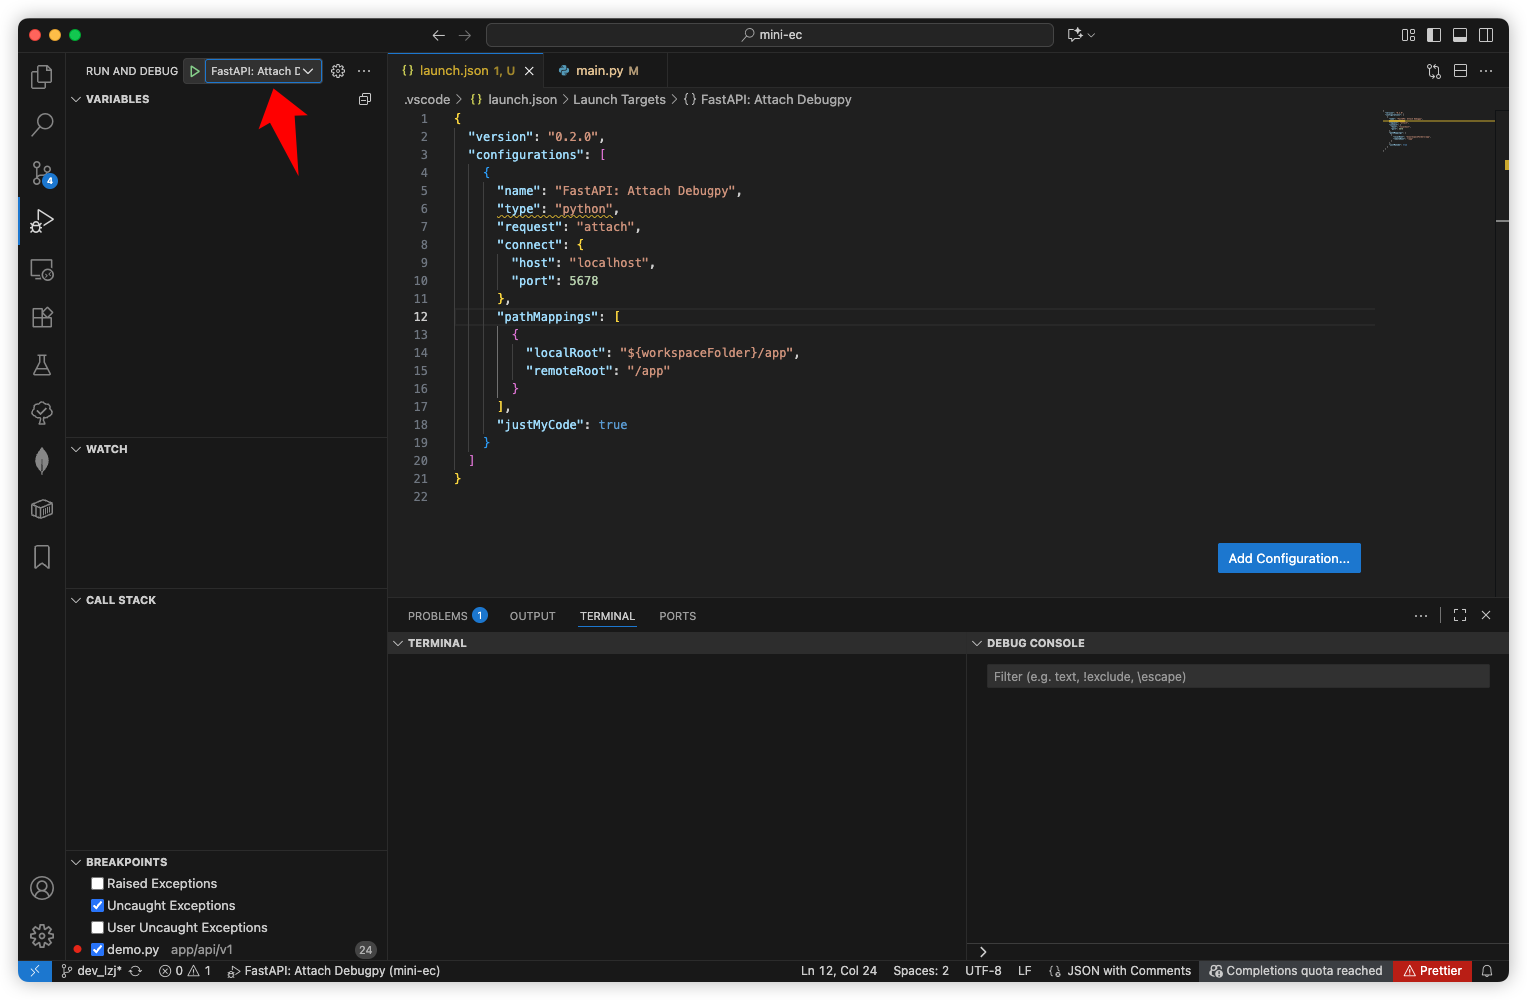 mini-ec
RUN AND DEBUG
FastAPI: Attach D
VARIABLES
WATCH
CALL STACK
BREAKPOINTS
Raised Exceptions
Uncaught Exceptions
User Uncaught Exceptions
demo.py app/api/v1 24
4
launch.json 1, U
main.py M
.vscode > {} launch.json > Launch Targets > {} FastAPI: Attach Debugpy
1 {
2 "version": "0.2.0",
3 "configurations": [
4 {
5 "name": "FastAPI: Attach Debugpy",
6 "type": "python",
7 "request": "attach",
8 "connect": {
9 "host": "localhost",
10 "port": 5678
11 },
12 "pathMappings": [
13 {
14 "localRoot": "${workspaceFolder}/app",
15 "remoteRoot": "/app"
16 }
17 ],
18 "justMyCode": true
19 }
20 ]
21 }
22
Add Configuration...
PROBLEMS 1 OUTPUT TERMINAL PORTS
TERMINAL
DEBUG CONSOLE
Filter (e.g. text, !exclude, \escape)
dev_lzj* 0 1 FastAPI: Attach Debugpy (mini-ec)
Ln 12, Col 24 Spaces: 2 UTF-8 LF {} JSON with Comments Completions quota reached Prettier